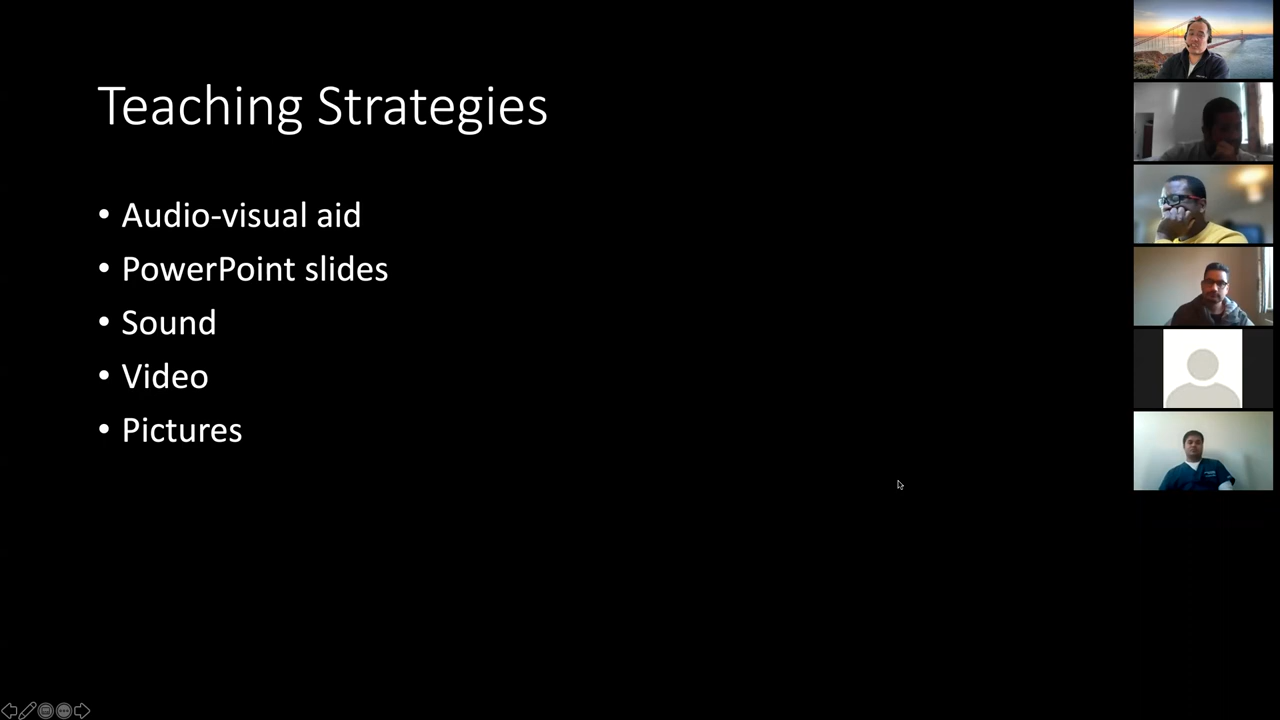 Teaching Strategies
• Audio-visual aid
• PowerPoint slides
• Sound
• Video
• Pictures